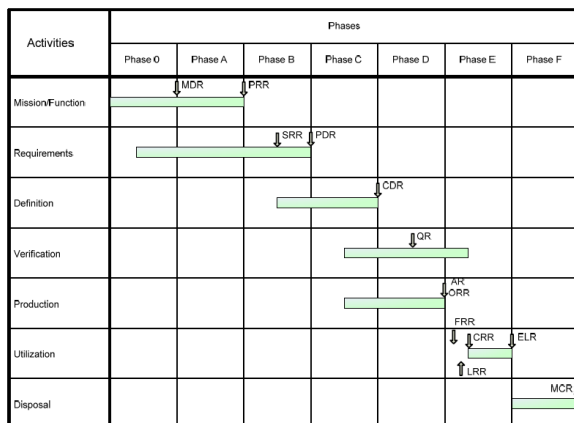 Activities
Phases
Phase 0 Phase A Phase B Phase C Phase D Phase E Phase F
Mission/Function
MDR PRR
Requirements
SRR PDR
Definition
CDR
Verification
QR
Production
AR
ORR
Utilization
FRR
CRR ELR
LRR
Disposal
MCR